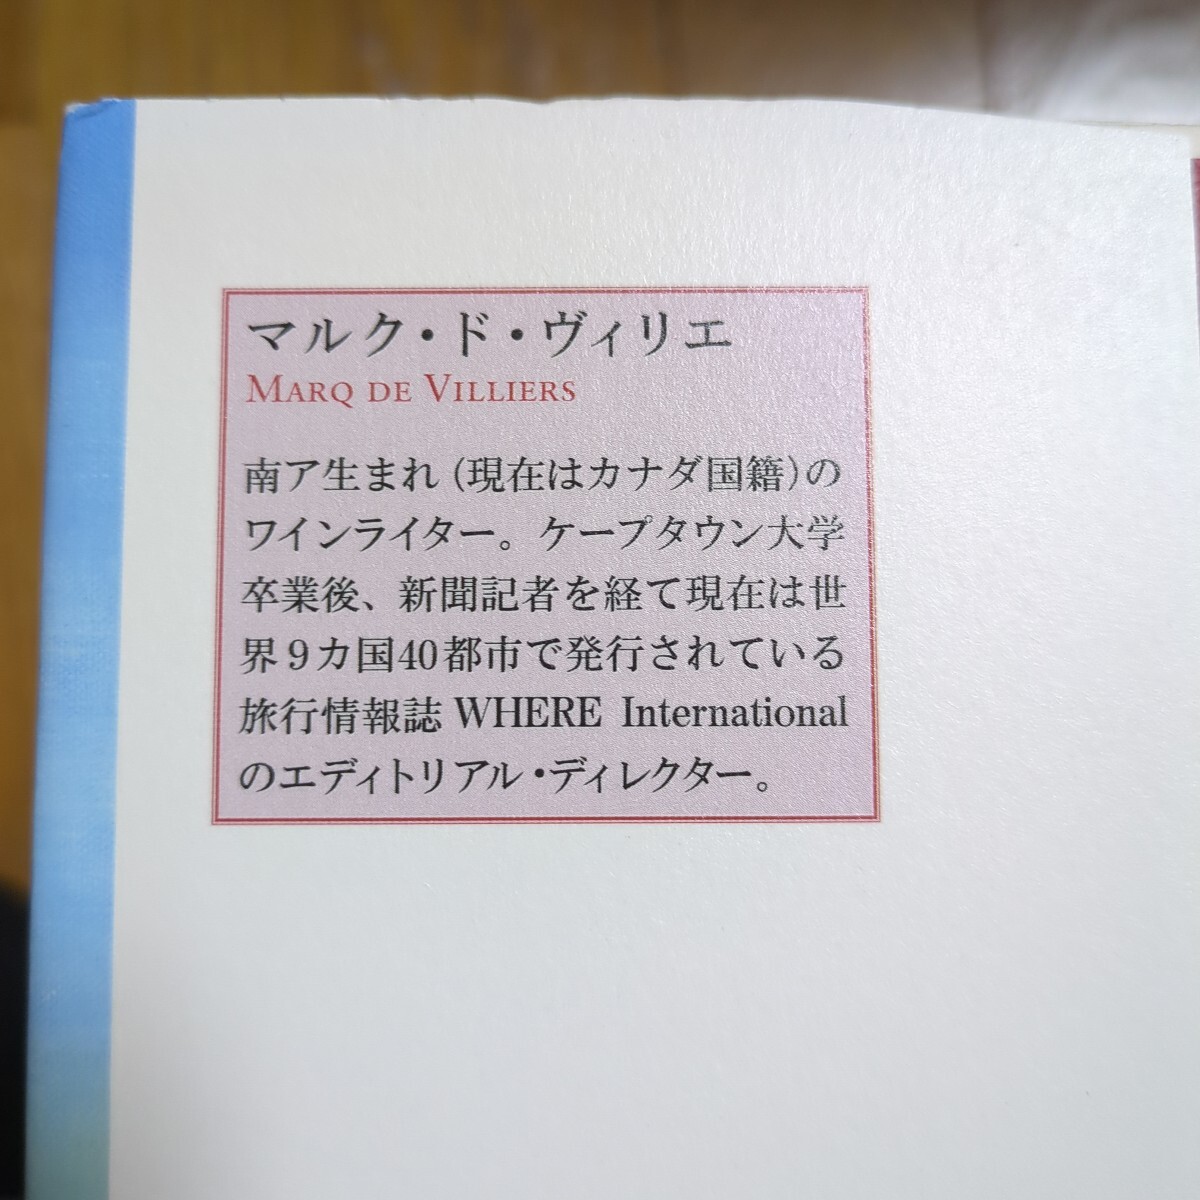 マルク・ド・ヴィリエ
MARQ DE VILLIERS
南ア生まれ(現在はカナダ国籍)の
ワインライター。ケープタウン大学
卒業後、新聞記者を経て現在は世
界9カ国40都市で発行されている
旅行情報誌 WHERE International
のエディトリアル・ディレクター。